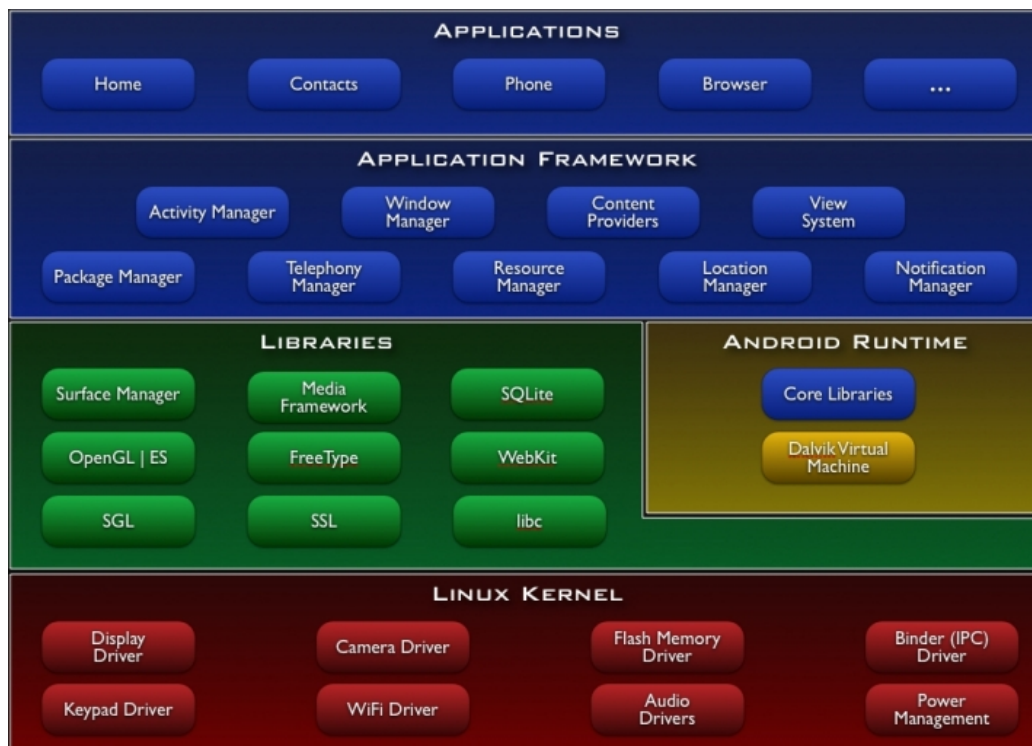 APPLICATIONS
Home
Contacts
Phone
Browser
...
APPLICATION FRAMEWORK
Activity Manager
Window
Manager
Content
Providers
View
System
Package Manager
Telephony
Manager
Resource
Manager
Location
Manager
Notification
Manager
LIBRARIES
Surface Manager
Media
Framework
SQLite
OpenGL | ES
FreeType
WebKit
SGL
SSL
libc
ANDROID RUNTIME
Core Libraries
Dalvik Virtual
Machine
LINUX KERNEL
Display
Driver
Camera Driver
Flash Memory
Driver
Binder (IPC)
Driver
Keypad Driver
WiFi Driver
Audio
Drivers
Power
Management